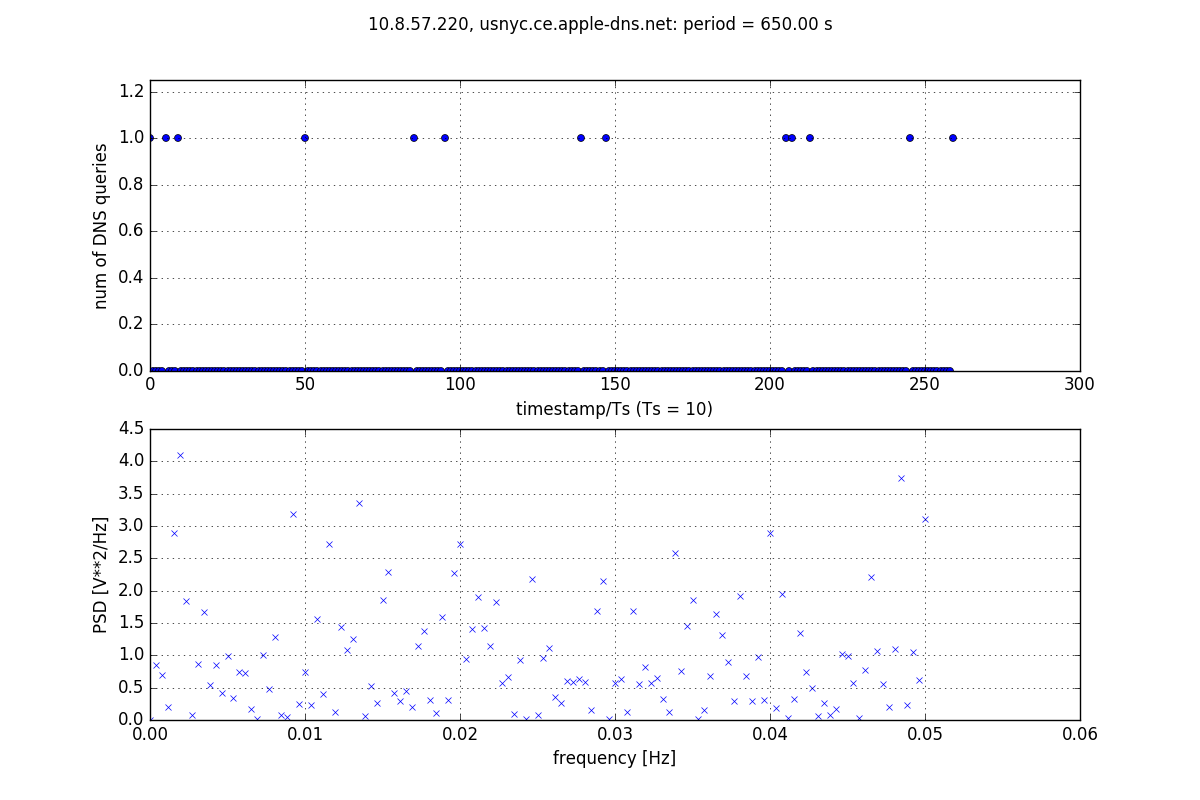 10.8.57.220, usnyc.ce.apple-dns.net: period = 650.00 s
1.2
1.0
0.8
0.6
0.4
0.2
0.0
num of DNS queries
0 50 100 150 200 250 300
timestamp/Ts (Ts = 10)
4.5
4.0
3.5
3.0
2.5
2.0
1.5
1.0
0.5
0.0
PSD [V**2/Hz]
0.00 0.01 0.02 0.03 0.04 0.05 0.06
frequency [Hz]